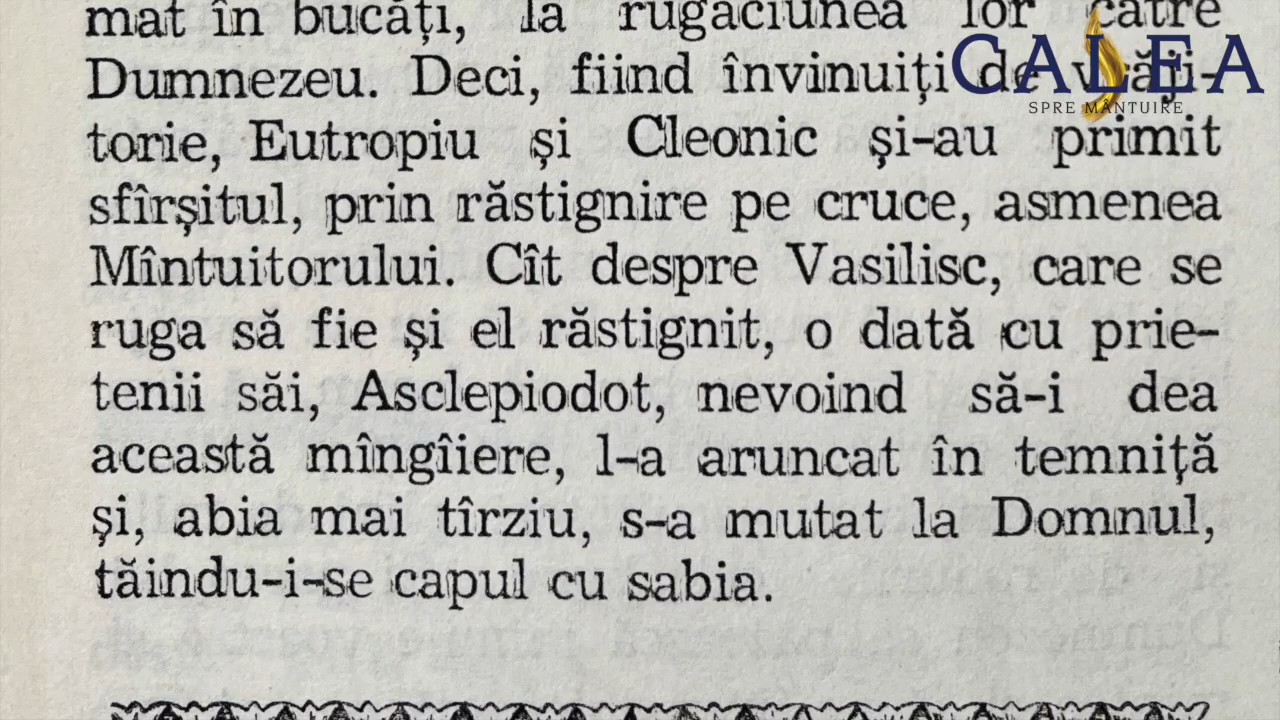 mat în bucăți, la rugăciunea lor către
Dumnezeu. Deci, fiind învinuiți de vrăji-
torie, Eutropiu și Cleonic și-au primit
sfîrșitul, prin răstignire pe cruce, asmenea
Mîntuitorului. Cît despre Vasilisc, care se
ruga să fie și el răstignit, o dată cu prie-
tenii săi, Asclepiodot, nevoind să-i dea
această mîngîiere, l-a aruncat în temniță
și, abia mai tîrziu, s-a mutat la Domnul,
tăindu-i-se capul cu sabia.
CALEA
SPRE MÂNTUIRE